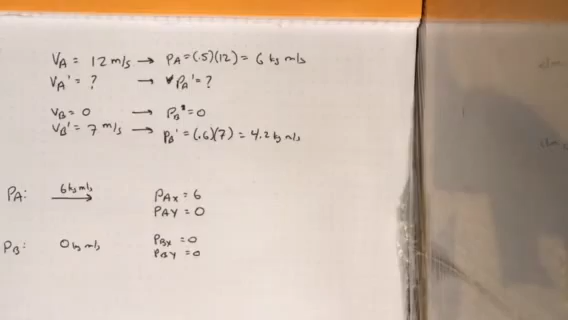 VA = 12 m/s → PA = (.5)(12) = 6 kg m/s
VA' = ? → PA' = ?
VB = 0 → PB = 0
VB' = 7 m/s → PB' = (.6)(7) = 4.2 kg m/s
PA: 6 kg m/s → PAX = 6
PAY = 0
PB: 0 kg m/s PBX = 0
PBY = 0